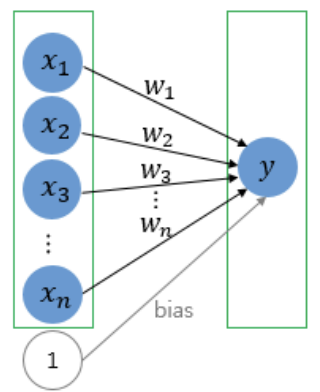 x₁
w₁
x₂
w₂
x₃
w₃
y
⋮
⋮
wₙ
xₙ
bias
1